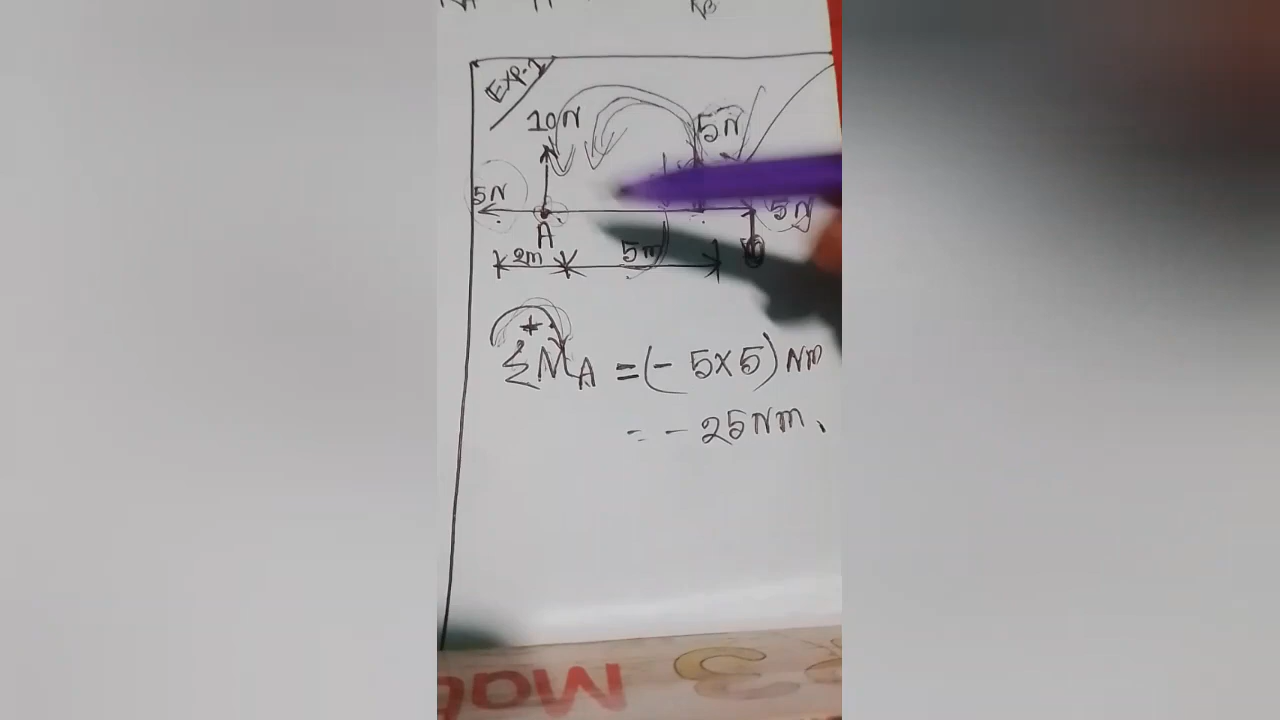 EXP-1
10N
5N
5N
5N
A
2m
5m
+
ΣMA = (- 5×5) Nm
= - 25Nm.